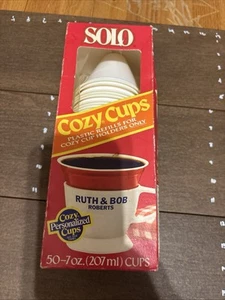 SOLO
COZY CUPS
PLASTIC REFILLS FOR
COZY CUP HOLDERS ONLY
RUTH & BOB
ROBERTS
Cozy
Personalized
Cups
50-7 oz. (207 ml) CUPS